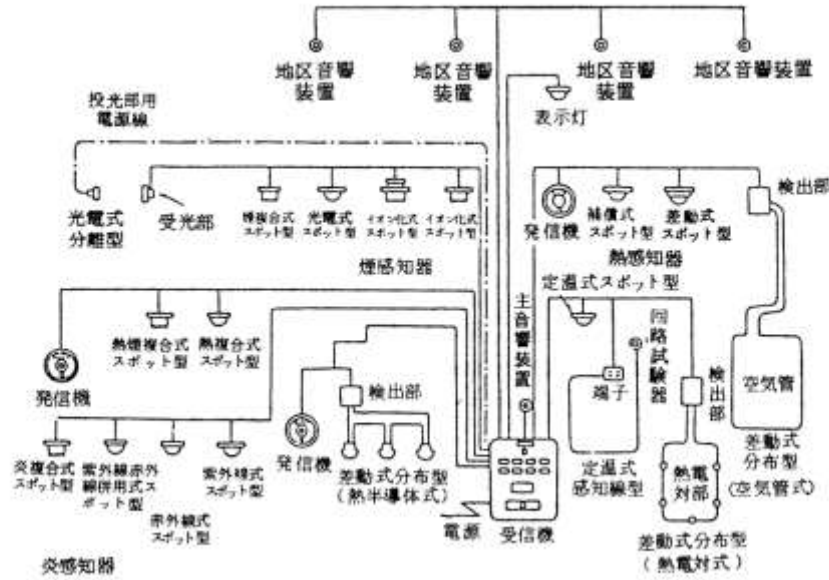 地区音響
装置
地区音響
装置
地区音響
装置
地区音響装置
表示灯
投光部用
電源線
光電式
分離型
受光部
煙複合式
スポット型
光電式
スポット型
イオン化式
スポット型
イオン化式
スポット型
煙感知器
発信機
補償式
スポット型
差動式
スポット型
熱感知器
検出部
定温式スポット型
主音響装置
回路試験器
端子
定温式
感知線型
検出部
空気管
差動式
分布型
(空気管式)
熱電
対部
差動式分布型
(熱電対式)
発信機
熱煙複合式
スポット型
熱複合式
スポット型
発信機
検出部
差動式分布型
(熱半導体式)
炎複合式
スポット型
紫外線赤外
線併用式ス
ポット型
赤外線式
スポット型
紫外線式
スポット型
炎感知器
電源
受信機